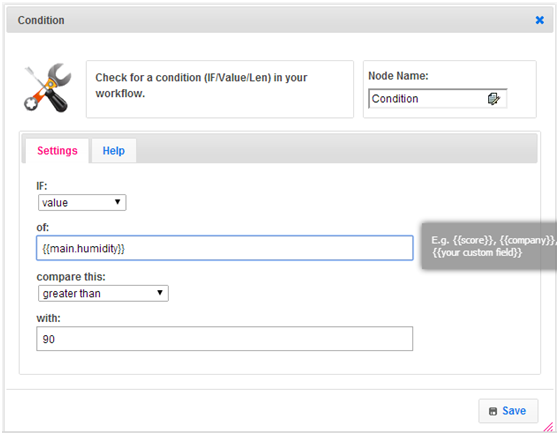 Condition
Check for a condition (IF/Value/Len) in your
workflow.
Node Name:
Condition
Settings
Help
IF:
value
of:
{{main.humidity}}
E.g. {{score}}, {{company}},
{{your custom field}}
compare this:
greater than
with:
90
Save